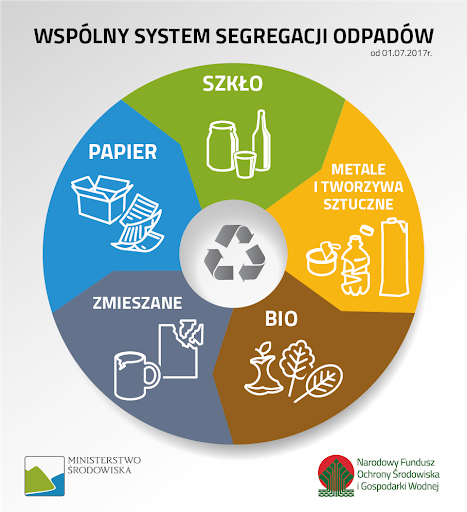 WSPÓLNY SYSTEM SEGREGACJI ODPADÓW
od 01.07.2017r.
SZKŁO
PAPIER
METALE
I TWORZYWA
SZTUCZNE
ZMIESZANE
BIO
MINISTERSTWO
ŚRODOWISKA
Narodowy Fundusz
Ochrony Środowiska
i Gospodarki Wodnej